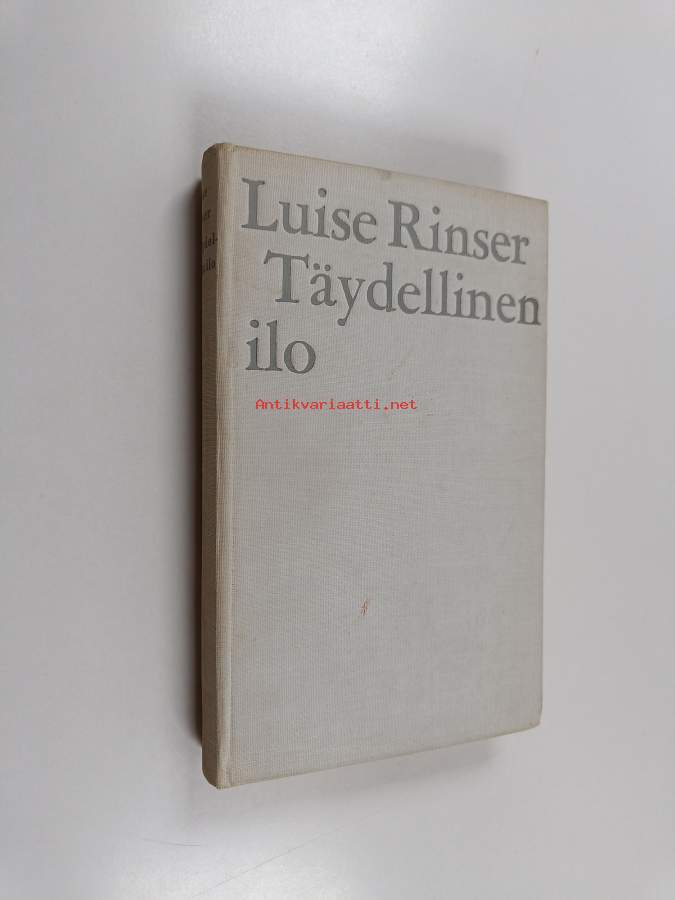 Luise Rinser
Täydellinen
ilo
Antikvariaatti.net